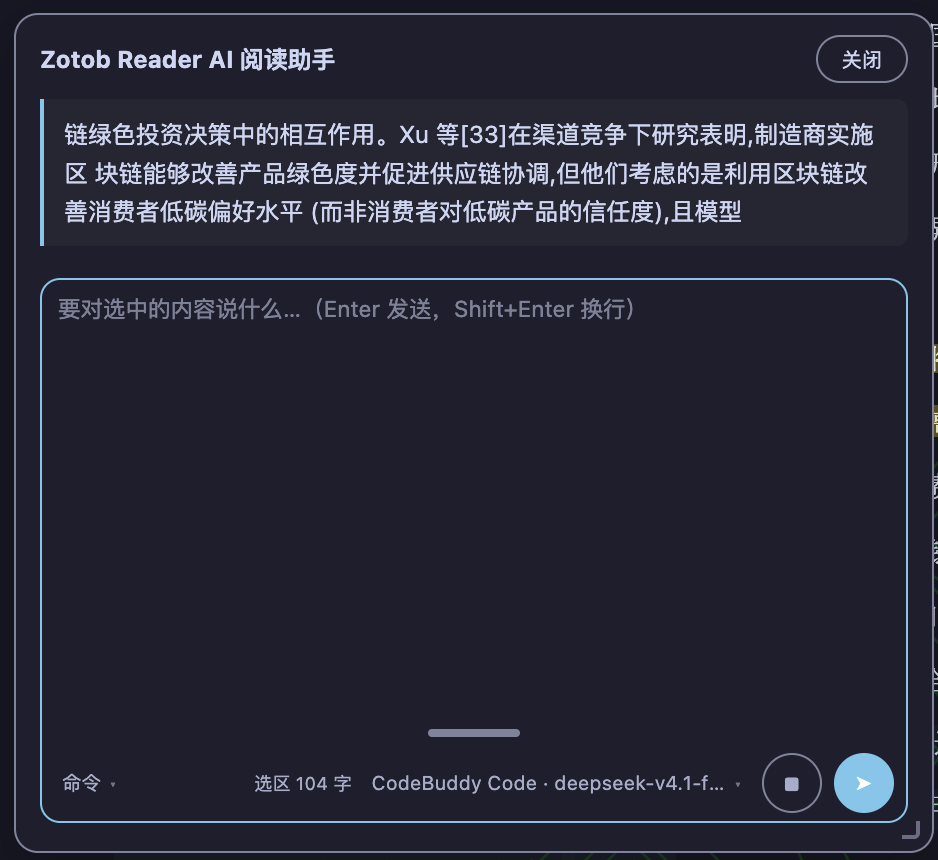 Zotob Reader AI 阅读助手
关闭
链绿色投资决策中的相互作用。Xu 等[33]在渠道竞争下研究表明,制造商实施
区 块链能够改善产品绿色度并促进供应链协调,但他们考虑的是利用区块链改
善消费者低碳偏好水平 (而非消费者对低碳产品的信任度),且模型
要对选中的内容说什么...（Enter 发送，Shift+Enter 换行）
命令
选区 104 字
CodeBuddy Code · deepseek-v4.1-f...